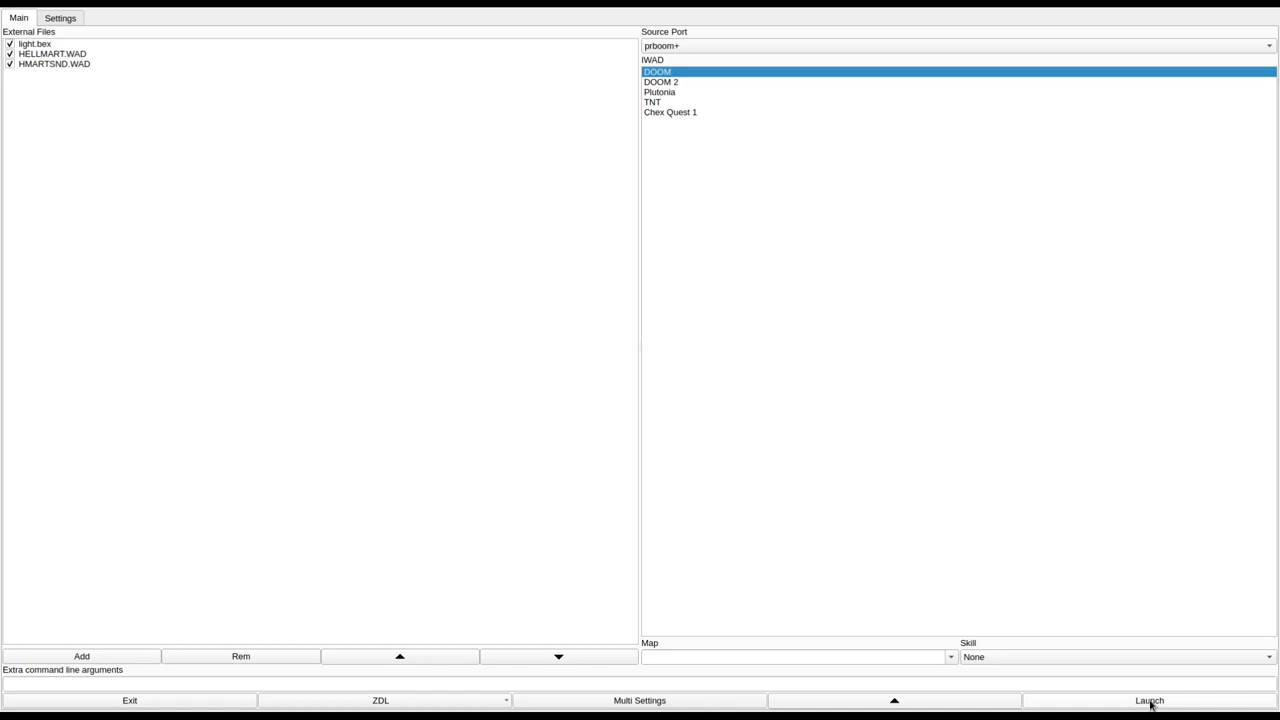 Main Settings
External Files
light.bex
HELLMART.WAD
HMARTSND.WAD
Source Port
prboom+
IWAD
DOOM
DOOM 2
Plutonia
TNT
Chex Quest 1
Map Skill
None
Add Rem
Extra command line arguments
Exit ZDL Multi Settings Launch